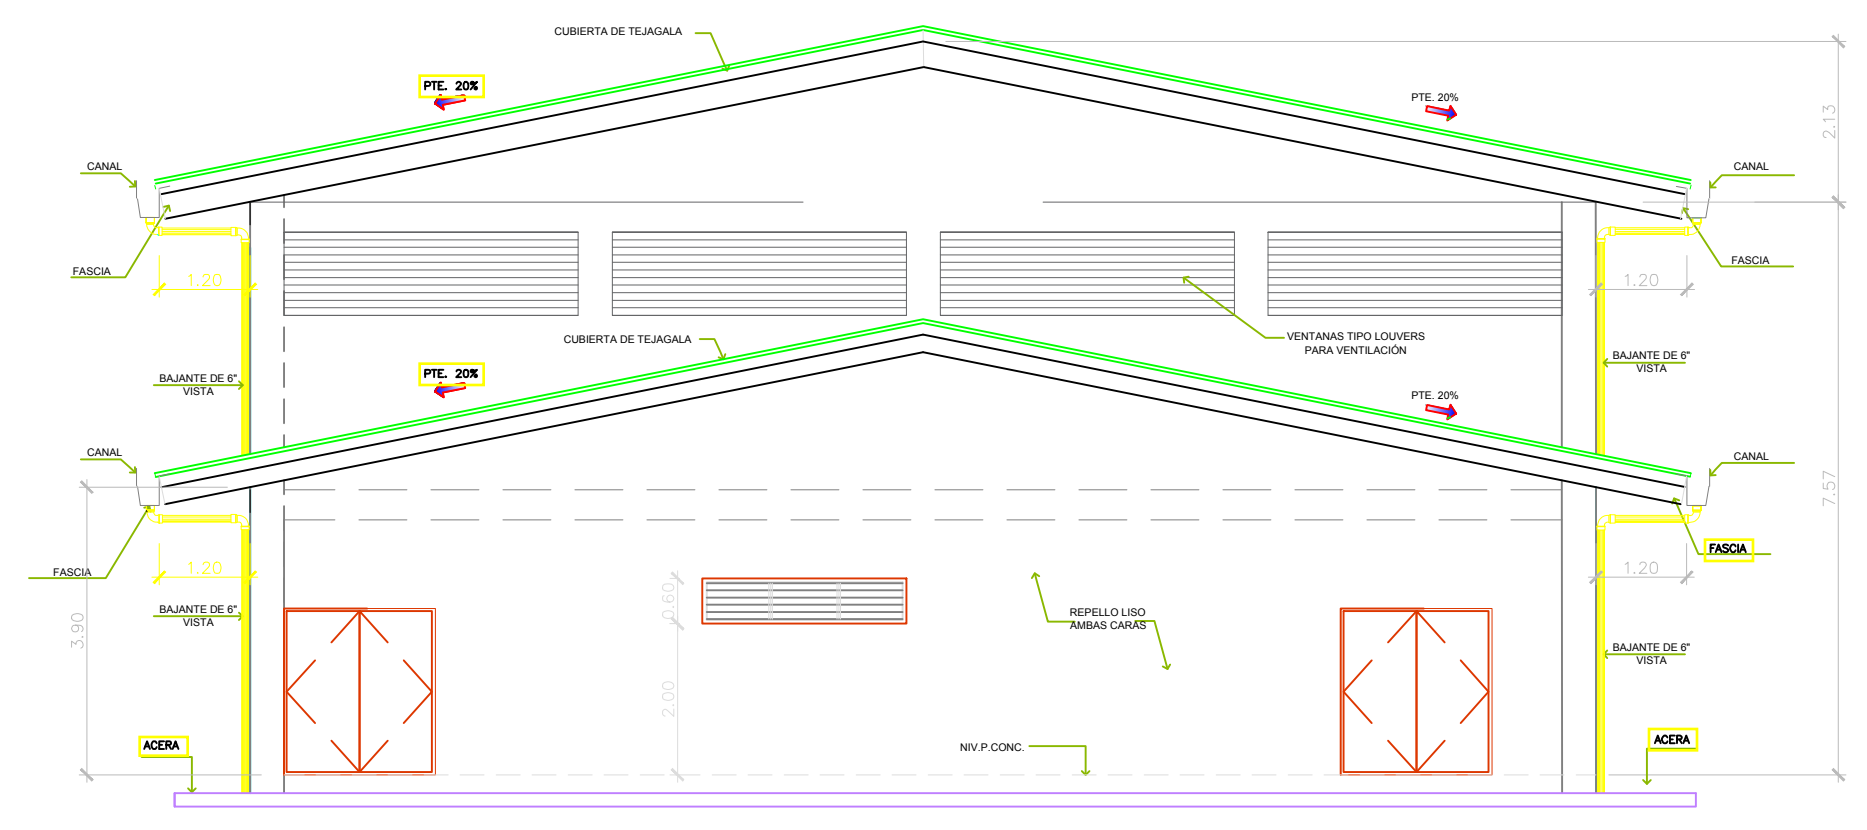 CUBIERTA DE TEJAGALA
PTE. 20%
PTE. 20%
2.13
CANAL
CANAL
FASCIA
FASCIA
1.20
1.20
CUBIERTA DE TEJAGALA
VENTANAS TIPO LOUVERS
PARA VENTILACIÓN
BAJANTE DE 6"
VISTA
BAJANTE DE 6"
VISTA
PTE. 20%
PTE. 20%
CANAL
CANAL
7.57
FASCIA
FASCIA
1.20
1.20
3.90
0.60
BAJANTE DE 6"
VISTA
REPELLO LISO
AMBAS CARAS
BAJANTE DE 6"
VISTA
2.00
ACERA
NIV.P.CONC.
ACERA